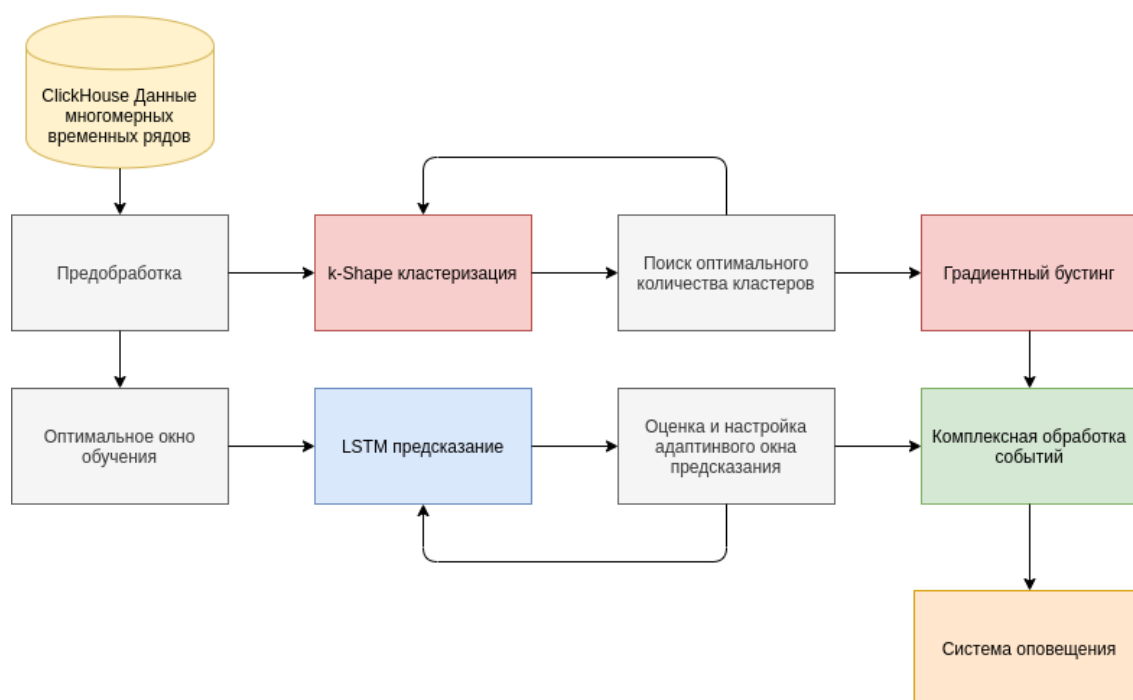 ClickHouse Данные
многомерных
временных рядов
Предобработка
k-Shape кластеризация
Поиск оптимального
количества кластеров
Градиентный бустинг
Оптимальное окно
обучения
LSTM предсказание
Оценка и настройка
адаптинвого окна
предсказания
Комплексная обработка
событий
Система оповещения